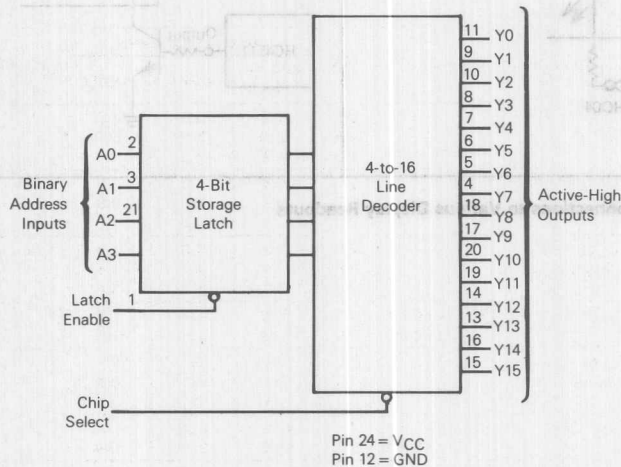 11 Y0
9 Y1
10 Y2
8 Y3
7 Y4
6 Y5
5 Y6
4 Y7
18 Y8
17 Y9
20 Y10
19 Y11
14 Y12
13 Y13
16 Y14
15 Y15
Active-High
Outputs
4-to-16
Line
Decoder
4-Bit
Storage
Latch
Binary
Address
Inputs
A0 2
A1 3
A2 21
A3
Latch
Enable
1
Chip
Select
Pin 24 = VCC
Pin 12 = GND
Output